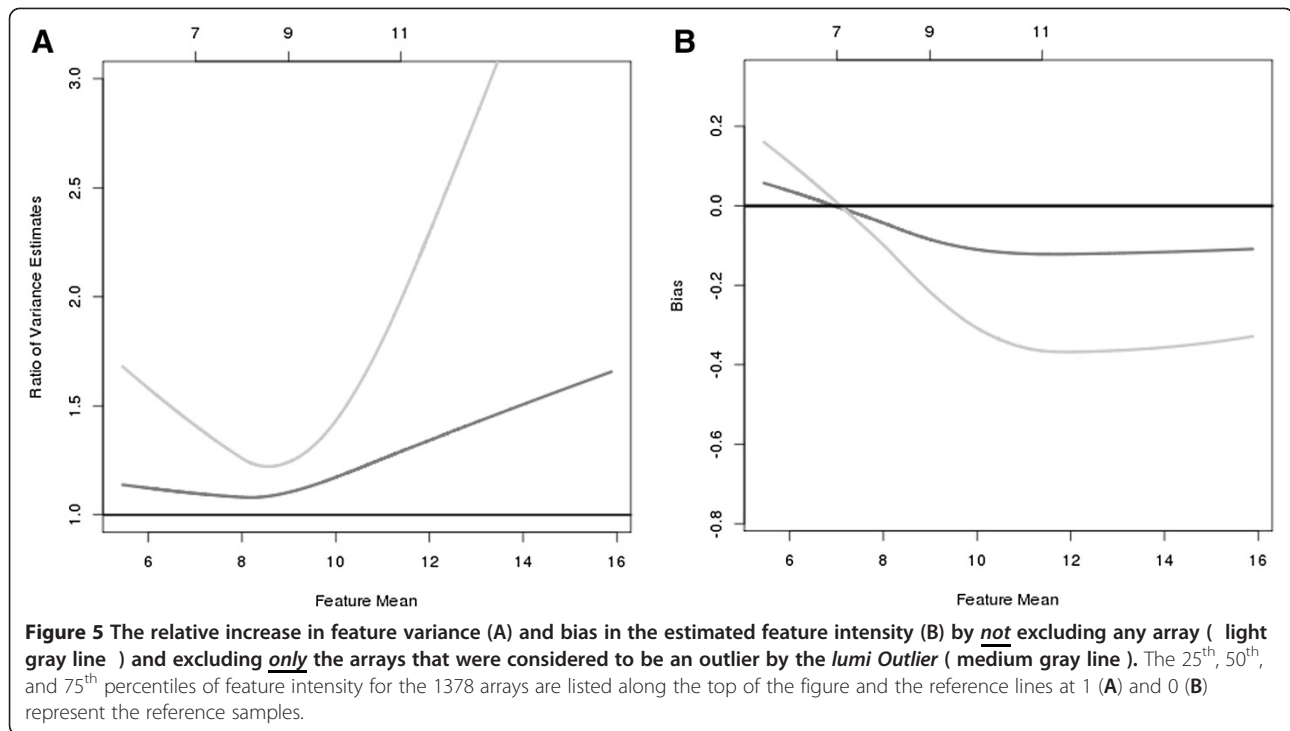 A
7 9 11
3.0
2.5
2.0
1.5
1.0
Ratio of Variance Estimates
6 8 10 12 14 16
Feature Mean
B
7 9 11
0.2
0.0
-0.2
-0.4
-0.6
-0.8
Bias
6 8 10 12 14 16
Feature Mean
Figure 5 The relative increase in feature variance (A) and bias in the estimated feature intensity (B) by not excluding any array ( light
gray line ) and excluding only the arrays that were considered to be an outlier by the lumi Outlier ( medium gray line ). The 25th, 50th,
and 75th percentiles of feature intensity for the 1378 arrays are listed along the top of the figure and the reference lines at 1 (A) and 0 (B)
represent the reference samples.